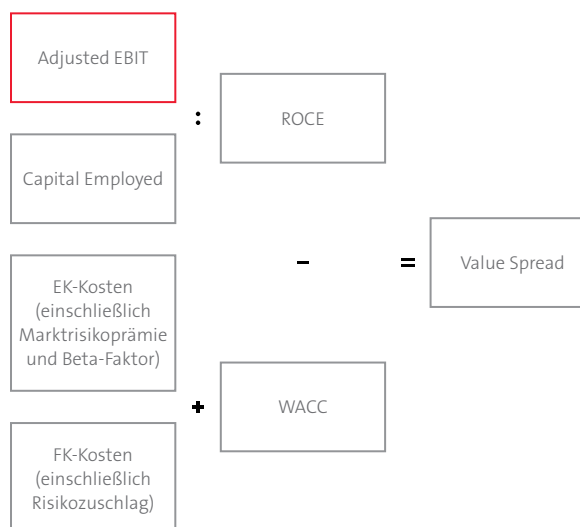 Adjusted EBIT
:
ROCE
Capital Employed
–
=
Value Spread
EK-Kosten
(einschließlich
Marktrisikoprämie
und Beta-Faktor)
+
WACC
FK-Kosten
(einschließlich
Risikozuschlag)